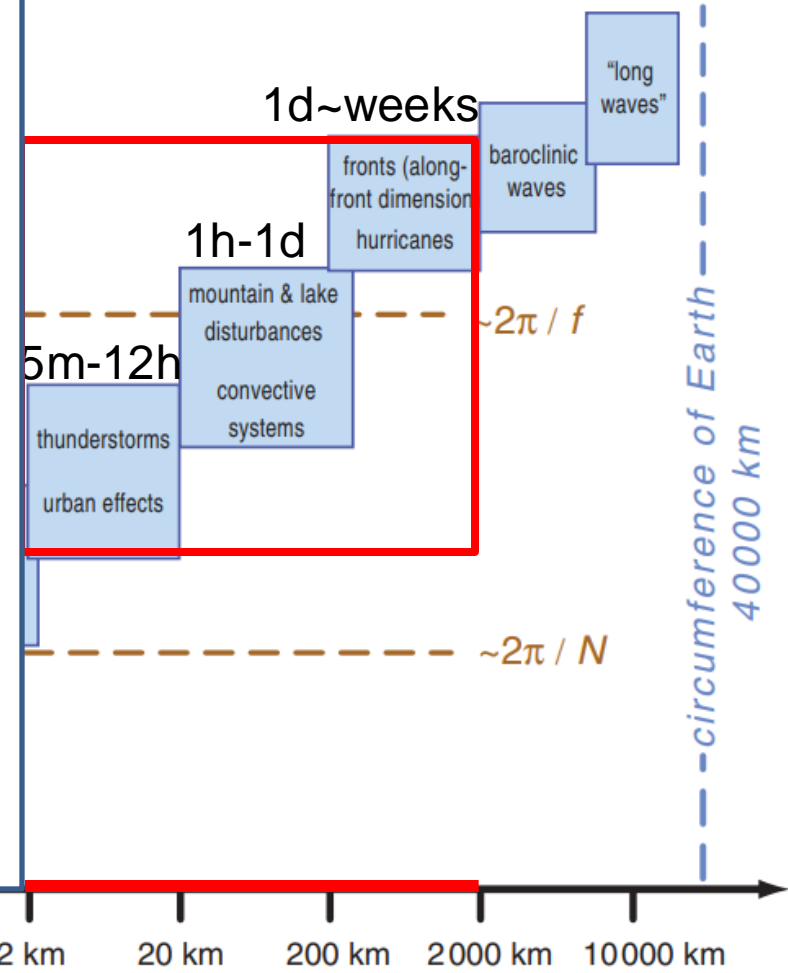 “long
waves”
1d~weeks
baroclinic
waves
fronts (along-
front dimension
hurricanes
1h-1d
mountain & lake
disturbances
convective
systems
~2π / f
5m-12h
thunderstorms
urban effects
~2π / N
circumference of Earth
40000 km
2 km
20 km
200 km
2000 km
10000 km